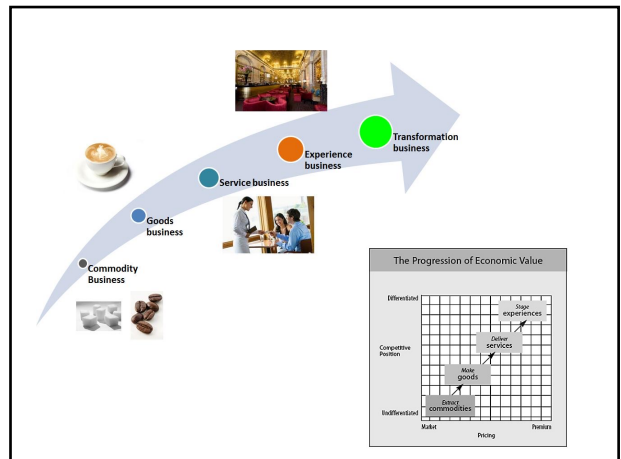 Transformation
business
Experience
business
Service business
Goods
business
Commodity
Business
The Progression of Economic Value
Differentiated
Competitive
Position
Undifferentiated
Stage
experiences
Deliver
services
Make
goods
Extract
commodities
Market
Premium
Pricing